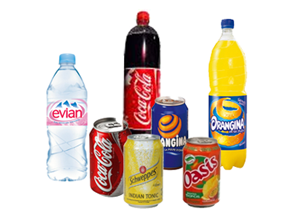 evian
Coca-Cola
ORANGINA
Coca-Cola
Schweppes
INDIAN TONIC
ORANGINA
Oasis